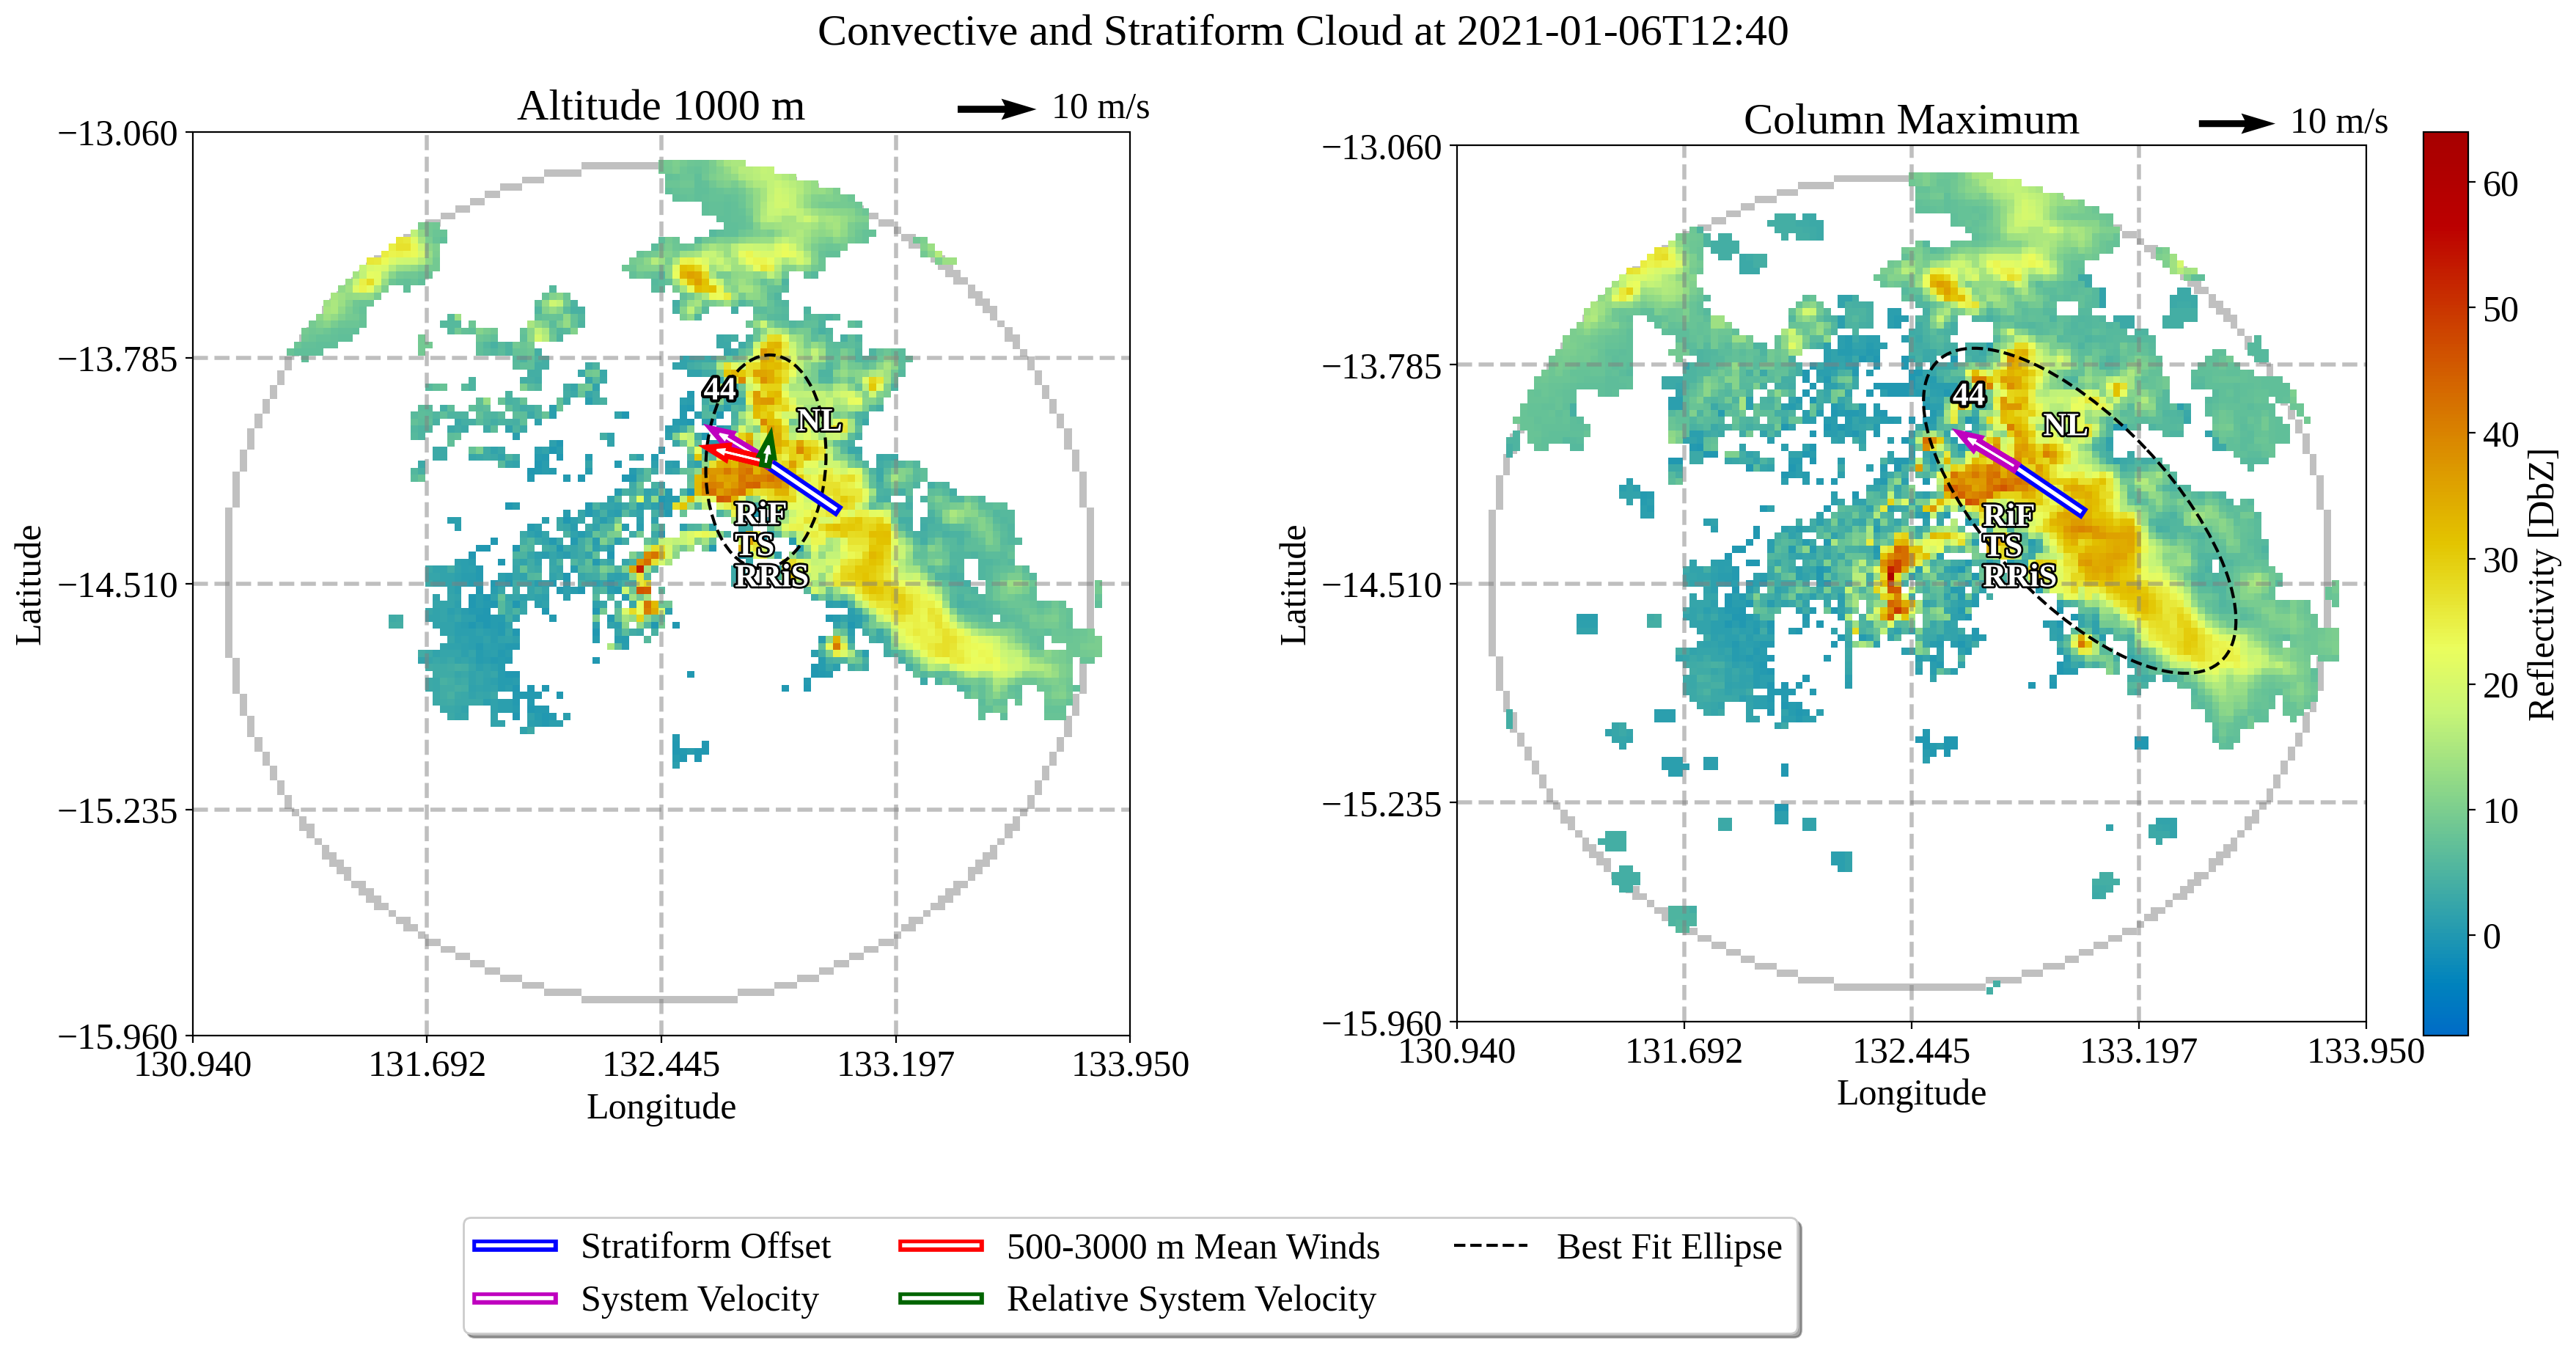 Convective and Stratiform Cloud at 2021-01-06T12:40
Altitude 1000 m
10 m/s
−13.060
−13.785
−14.510
−15.235
−15.960
130.940
131.692
132.445
133.197
133.950
Latitude
Longitude
44
NL
RiF
TS
RRiS
Column Maximum
10 m/s
−13.060
−13.785
−14.510
−15.235
−15.960
130.940
131.692
132.445
133.197
133.950
Latitude
Longitude
44
NL
RiF
TS
RRiS
60
50
40
30
20
10
0
Reflectivity [DbZ]
Stratiform Offset
System Velocity
500-3000 m Mean Winds
Relative System Velocity
Best Fit Ellipse